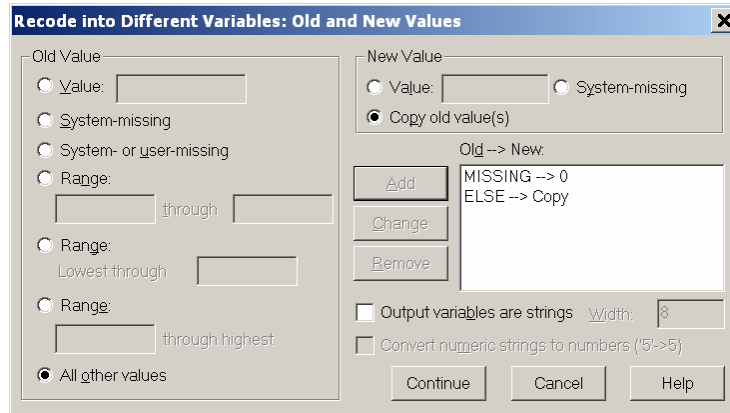 Recode into Different Variables: Old and New Values
Old Value
Value:
System-missing
System- or user-missing
Range:
through
Range:
Lowest through
Range:
through highest
All other values
New Value
Value:
System-missing
Copy old value(s)
Old --> New:
Add
Change
Remove
MISSING --> 0
ELSE --> Copy
Output variables are strings
Width:
8
Convert numeric strings to numbers ('5'->5)
Continue
Cancel
Help